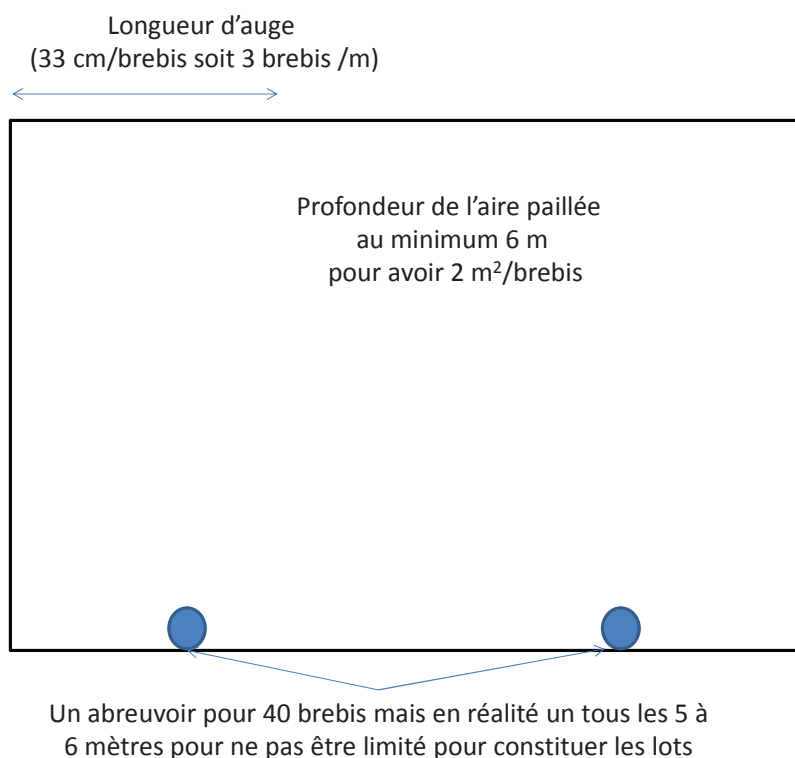 Longueur d’auge
(33 cm/brebis soit 3 brebis /m)
Profondeur de l’aire paillée
au minimum 6 m
pour avoir 2 m²/brebis
Un abreuvoir pour 40 brebis mais en réalité un tous les 5 à
6 mètres pour ne pas être limité pour constituer les lots